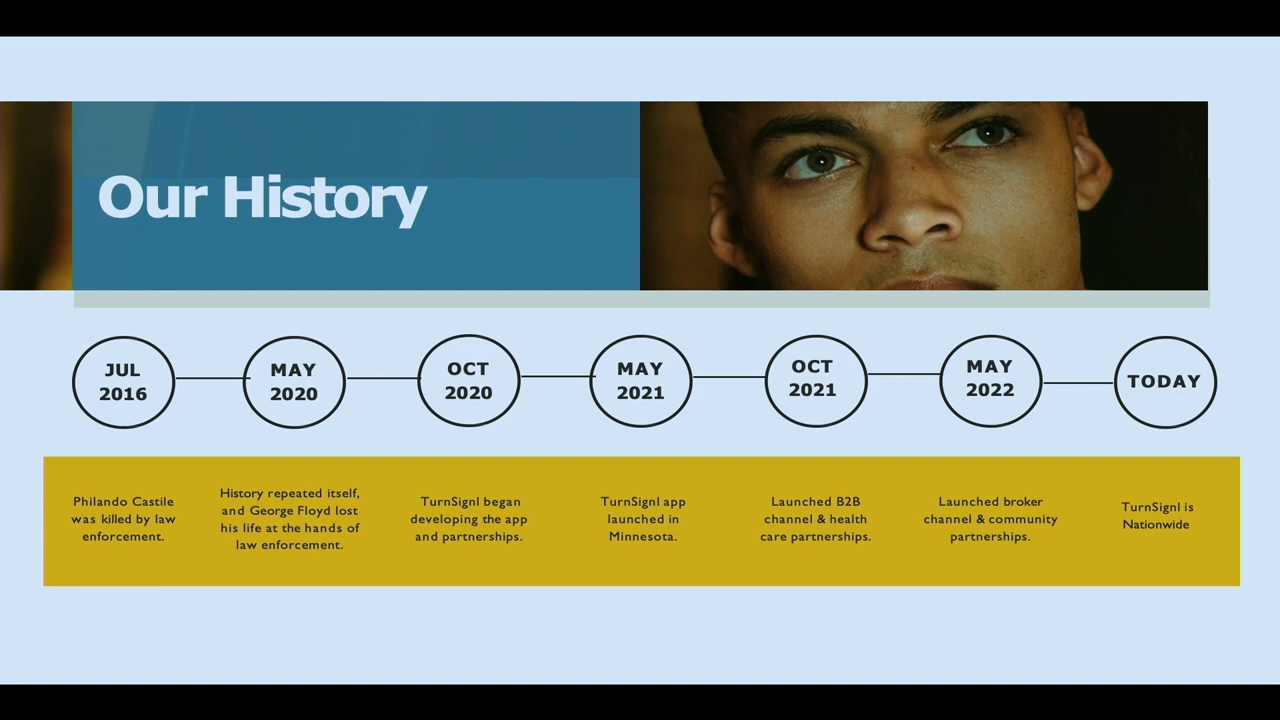 Our History
JUL
2016
MAY
2020
OCT
2020
MAY
2021
OCT
2021
MAY
2022
TODAY
Philando Castile
was killed by law
enforcement.
History repeated itself,
and George Floyd lost
his life at the hands of
law enforcement.
TurnSignl began
developing the app
and partnerships.
TurnSignl app
launched in
Minnesota.
Launched B2B
channel & health
care partnerships.
Launched broker
channel & community
partnerships.
TurnSignl is
Nationwide